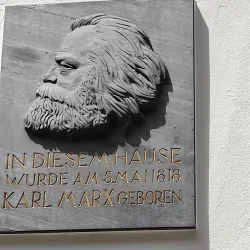 IN DIESEM HAUSE
WURDE AM·5·MAI·1818
KARL MARX GEBOREN